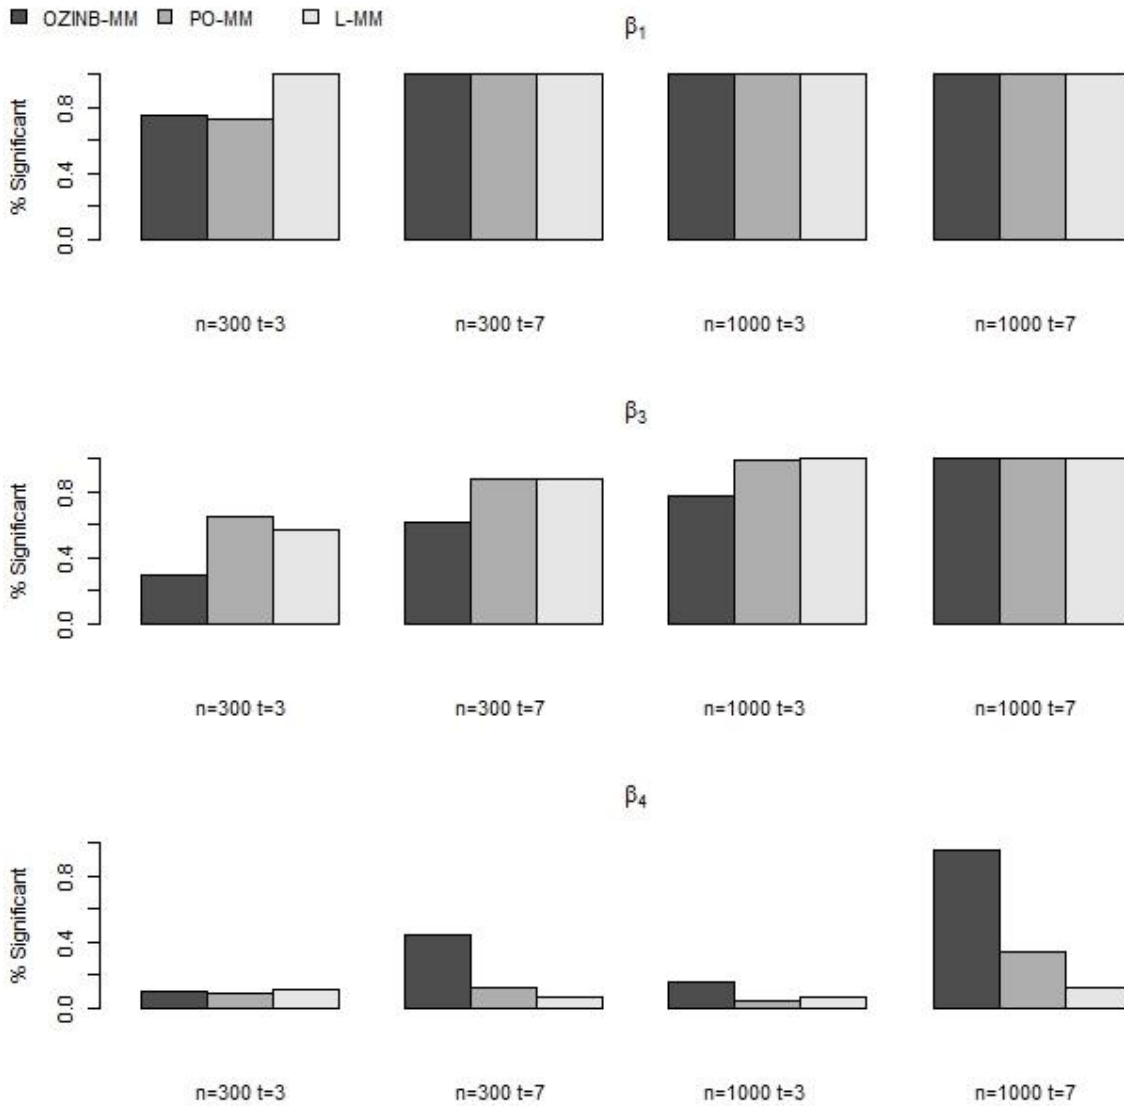 OZINB-MM PO-MM L-MM
β1
% Significant
0.8
0.4
0.0
n=300 t=3 n=300 t=7 n=1000 t=3 n=1000 t=7
β3
% Significant
0.8
0.4
0.0
n=300 t=3 n=300 t=7 n=1000 t=3 n=1000 t=7
β4
% Significant
0.8
0.4
0.0
n=300 t=3 n=300 t=7 n=1000 t=3 n=1000 t=7